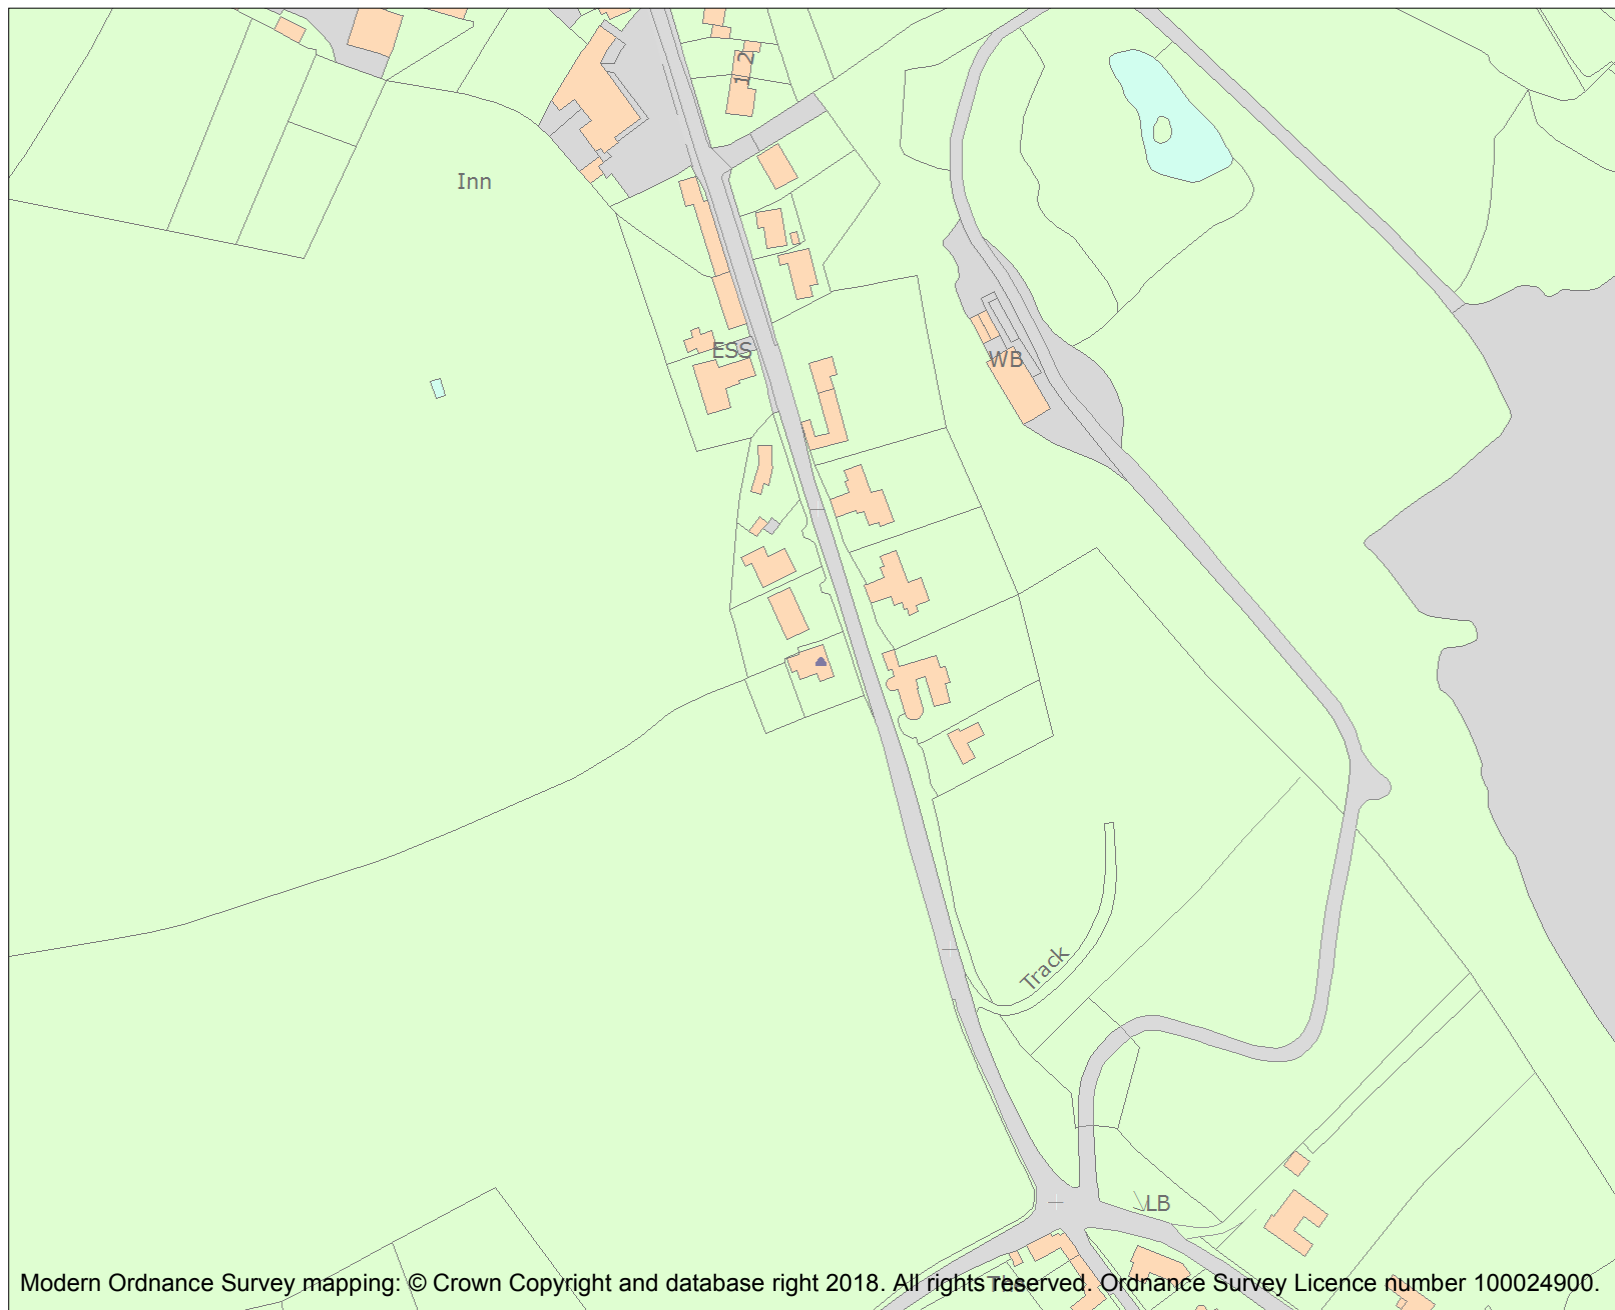 12
Inn
ESS
WB
Track
LB
The
Modern Ordnance Survey mapping: © Crown Copyright and database right 2018. All rights reserved. Ordnance Survey Licence number 100024900.